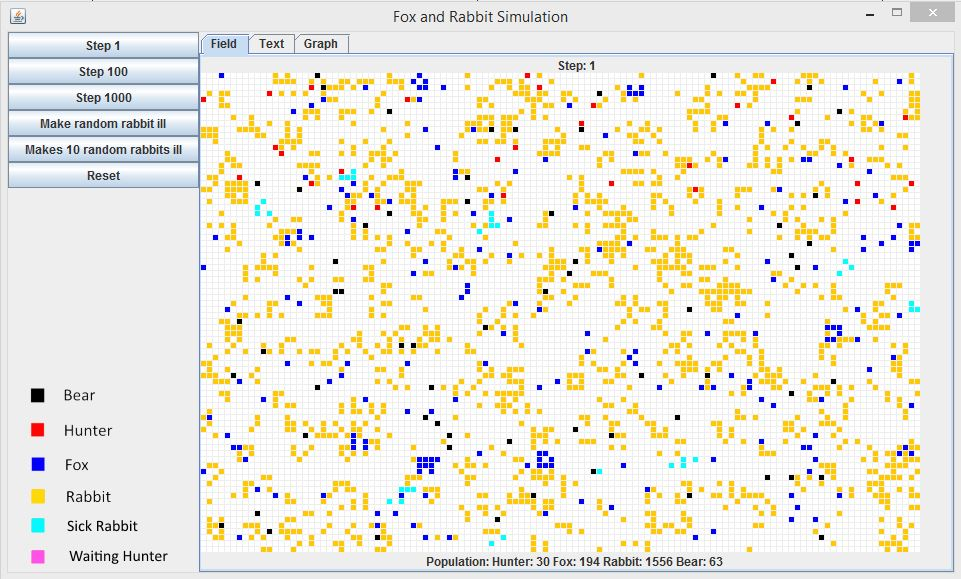 Fox and Rabbit Simulation
Step 1
Step 100
Step 1000
Make random rabbit ill
Makes 10 random rabbits ill
Reset
Field Text Graph
Step: 1
Bear
Hunter
Fox
Rabbit
Sick Rabbit
Waiting Hunter
Population: Hunter: 30 Fox: 194 Rabbit: 1556 Bear: 63